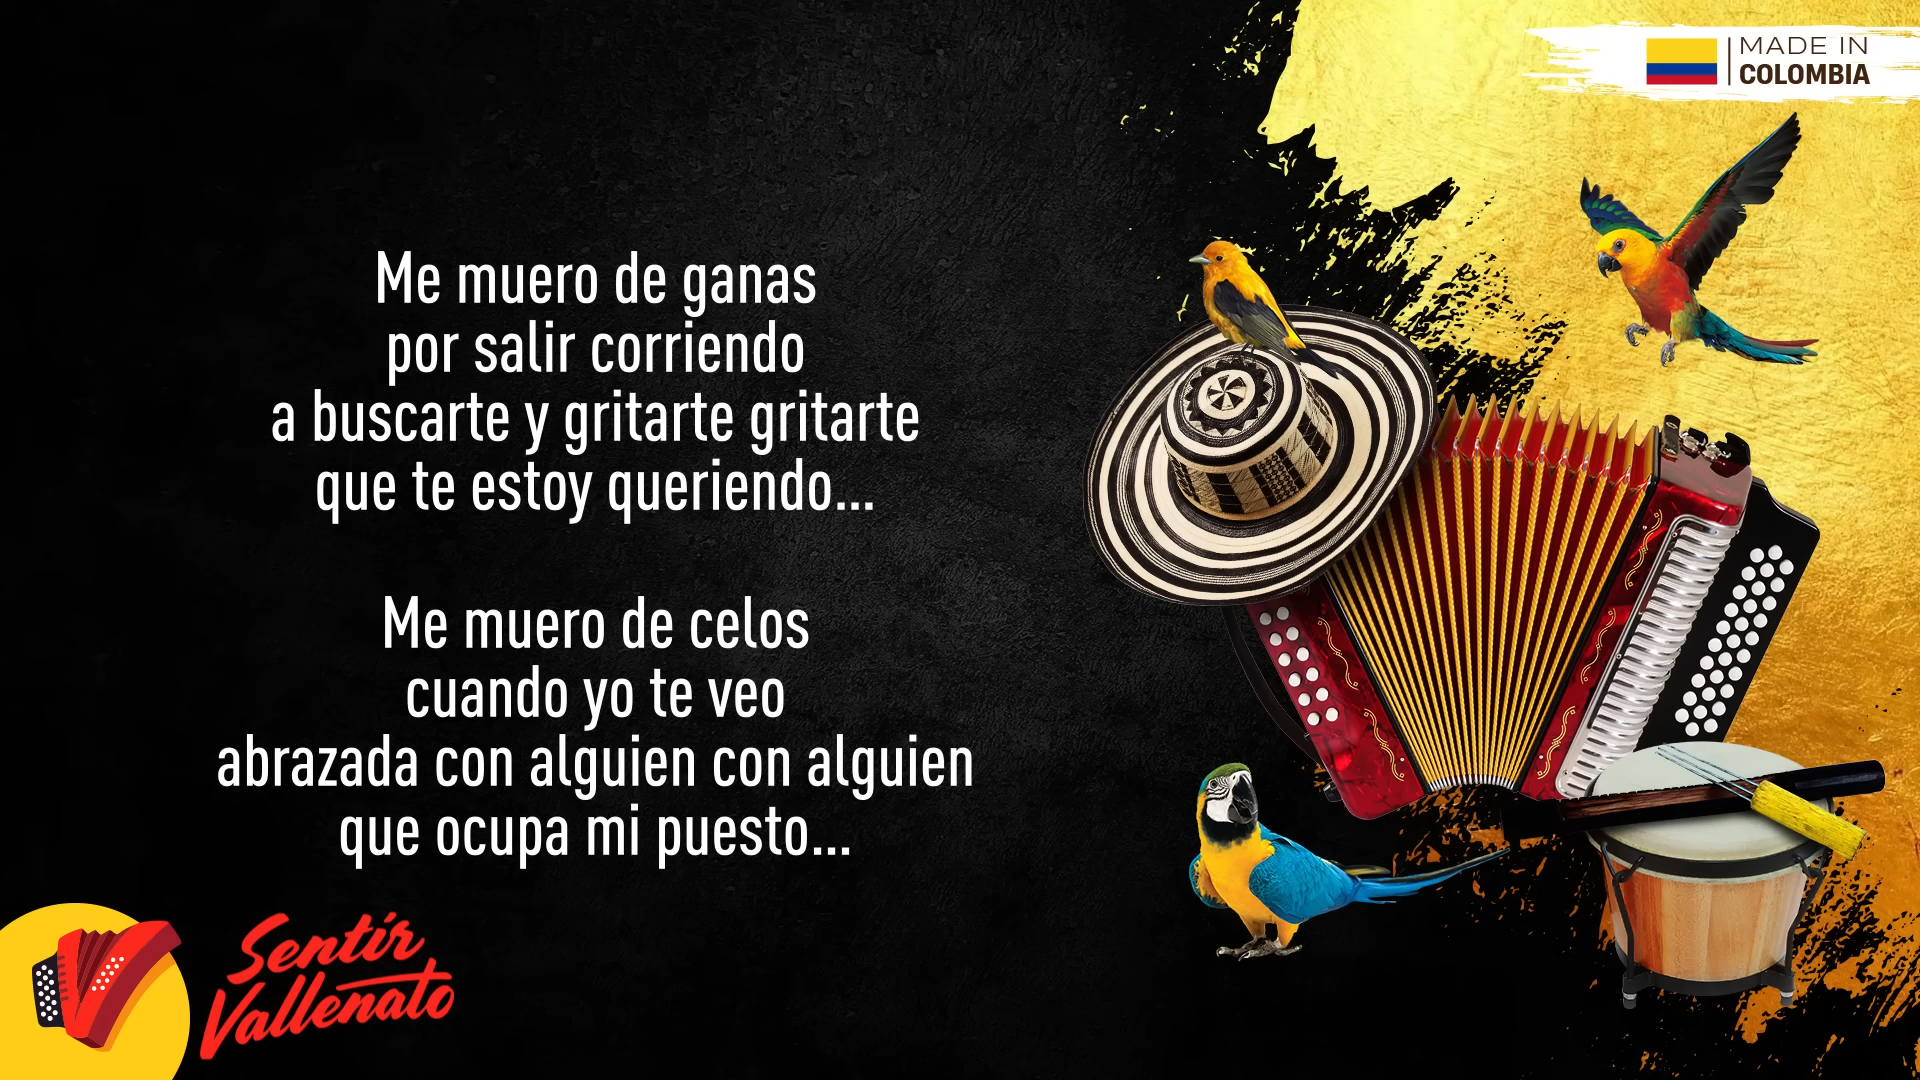 MADE IN
COLOMBIA
Me muero de ganas
por salir corriendo
a buscarte y gritarte gritarte
que te estoy queriendo...
Me muero de celos
cuando yo te veo
abrazada con alguien con alguien
que ocupa mi puesto...
Sentir
Vallenato